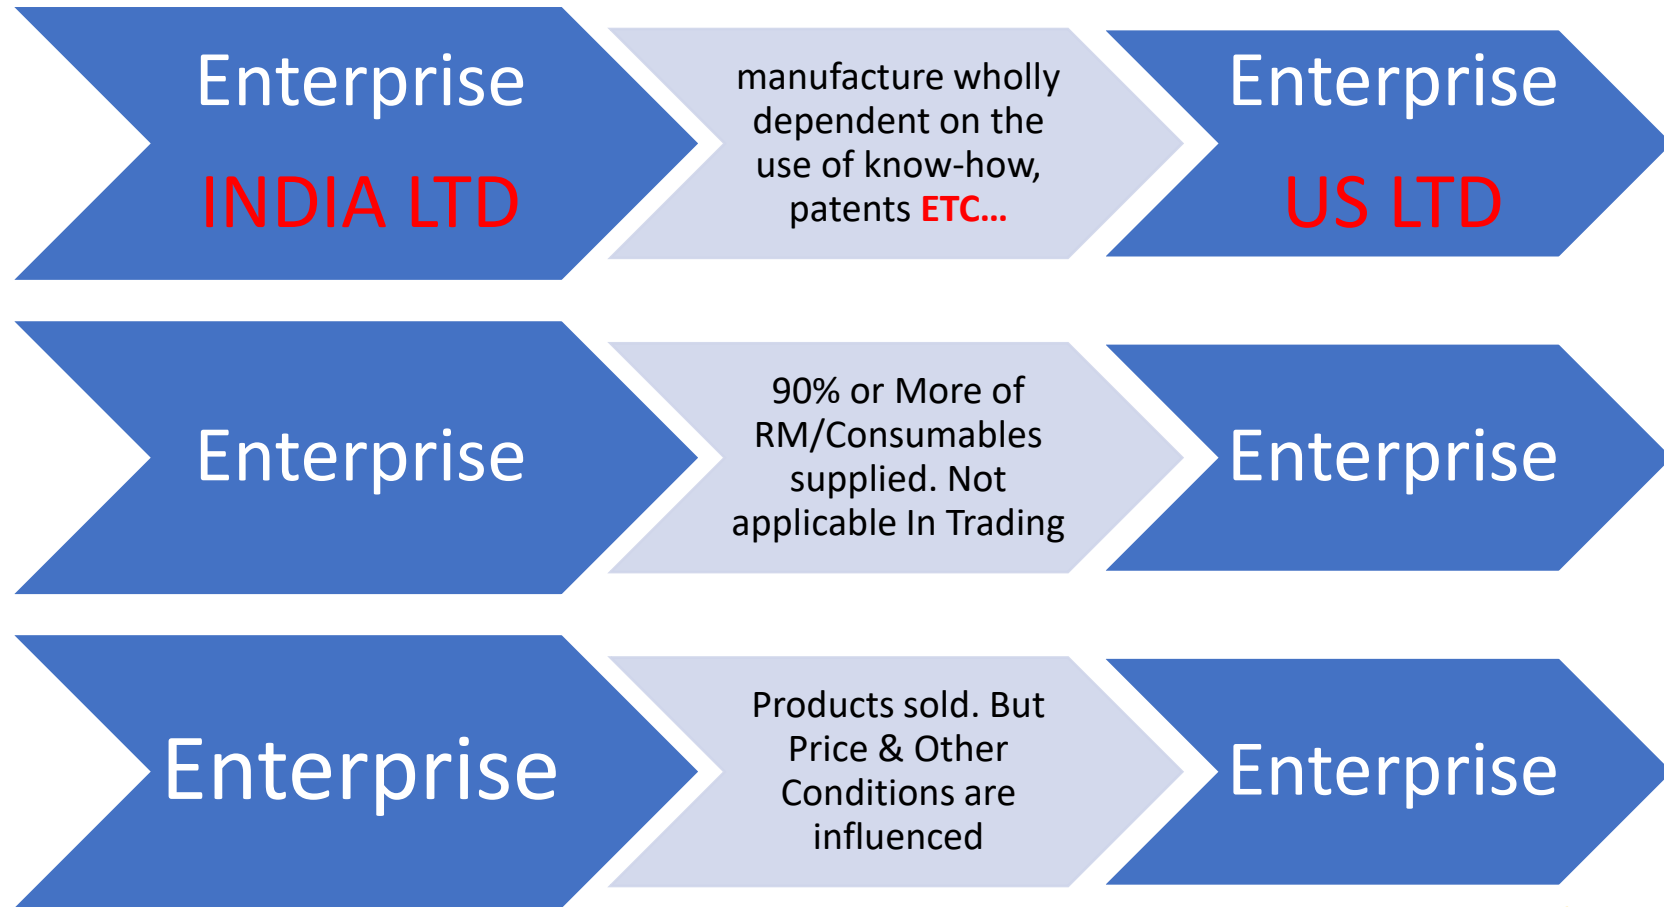 Enterprise
INDIA LTD
manufacture wholly
dependent on the
use of know-how,
patents ETC...
Enterprise
US LTD
Enterprise
90% or More of
RM/Consumables
supplied. Not
applicable In Trading
Enterprise
Enterprise
Products sold. But
Price & Other
Conditions are
influenced
Enterprise